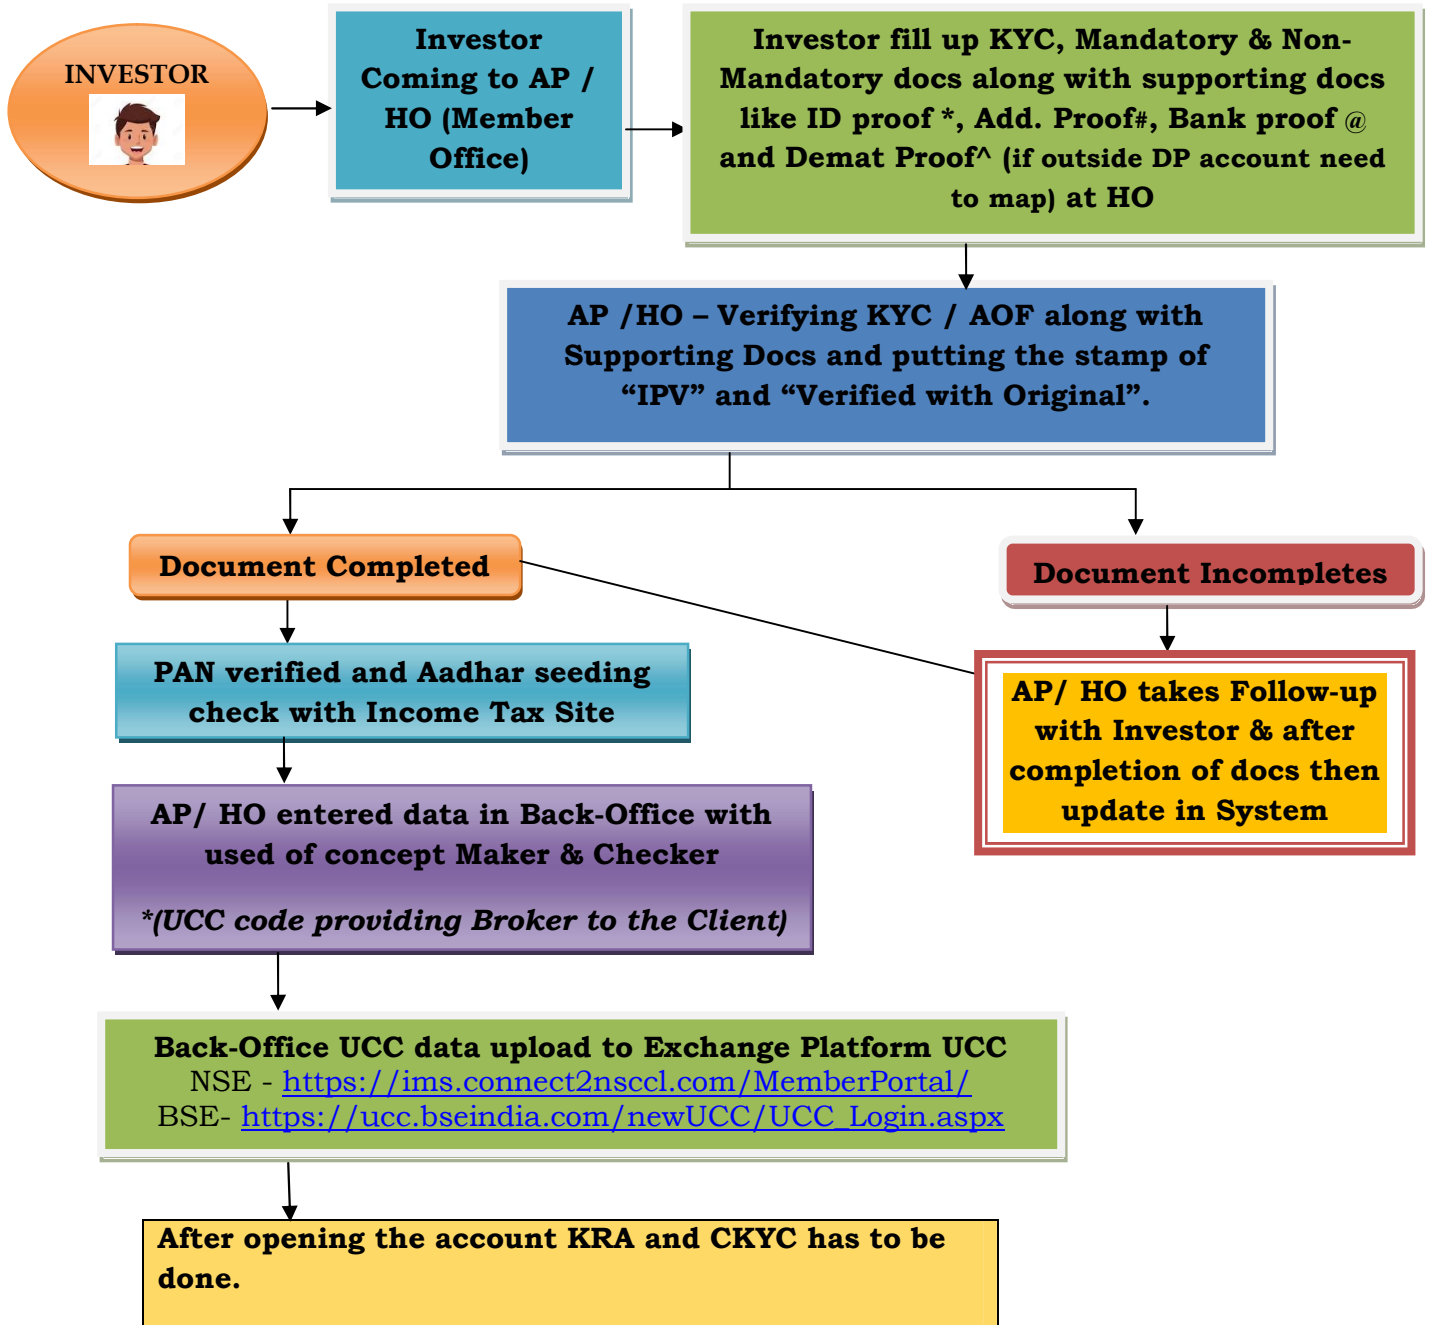 INVESTOR
Investor
Coming to AP /
HO (Member
Office)
Investor fill up KYC, Mandatory & Non-
Mandatory docs along with supporting docs
like ID proof *, Add. Proof#, Bank proof @
and Demat Proof^ (if outside DP account need
to map) at HO
AP /HO – Verifying KYC / AOF along with
Supporting Docs and putting the stamp of
“IPV” and “Verified with Original”.
Document Completed
Document Incompletes
PAN verified and Aadhar seeding
check with Income Tax Site
AP/ HO takes Follow-up
with Investor & after
completion of docs then
update in System
AP/ HO entered data in Back-Office with
used of concept Maker & Checker
*(UCC code providing Broker to the Client)
Back-Office UCC data upload to Exchange Platform UCC
NSE - https://ims.connect2nsccl.com/MemberPortal/
BSE- https://ucc.bseindia.com/newUCC/UCC_Login.aspx
After opening the account KRA and CKYC has to be
done.